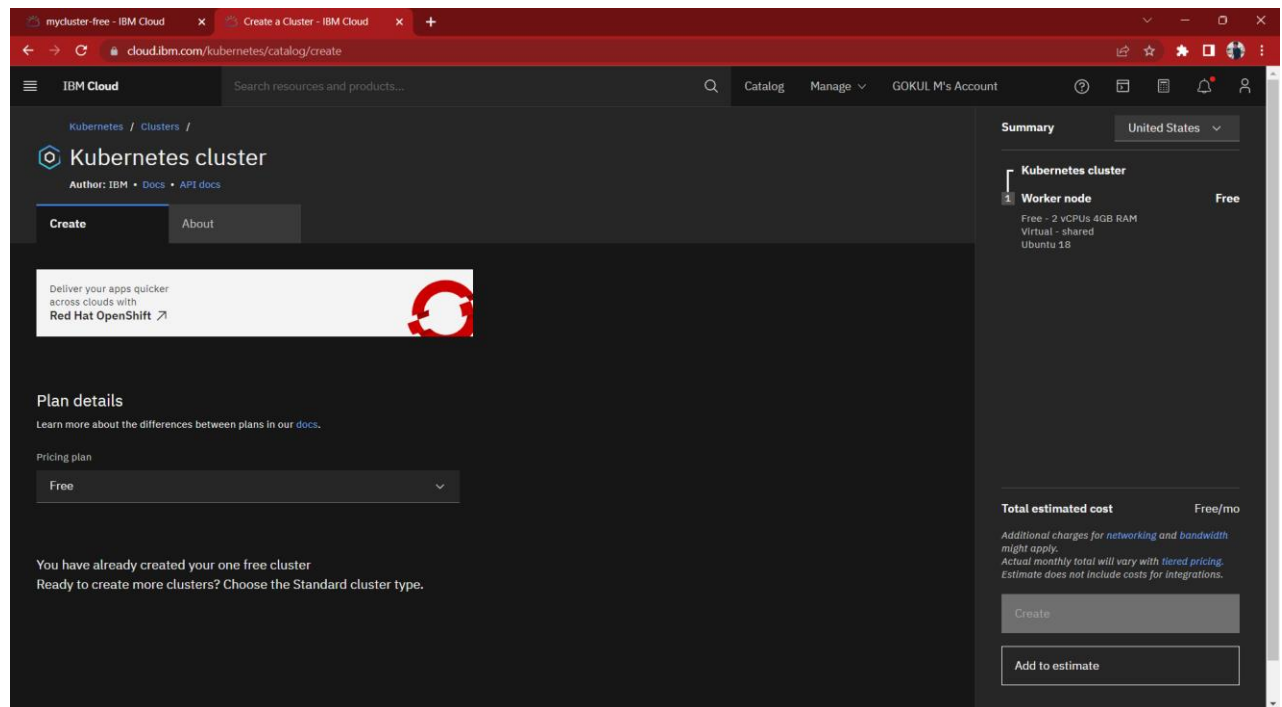 mycluster-free - IBM Cloud
Create a Cluster - IBM Cloud
cloud.ibm.com/kubernetes/catalog/create
IBM Cloud
Search resources and products...
Catalog
Manage
GOKUL M's Account
Kubernetes / Clusters /
Kubernetes cluster
Author: IBM • Docs • API docs
Create
About
Deliver your apps quicker
across clouds with
Red Hat OpenShift
Plan details
Learn more about the differences between plans in our docs.
Pricing plan
Free
You have already created your one free cluster
Ready to create more clusters? Choose the Standard cluster type.
Summary
United States
Kubernetes cluster
1 Worker node Free
Free - 2 vCPUs 4GB RAM
Virtual - shared
Ubuntu 18
Total estimated cost Free/mo
Additional charges for networking and bandwidth
might apply.
Actual monthly total will vary with tiered pricing.
Estimate does not include costs for integrations.
Create
Add to estimate